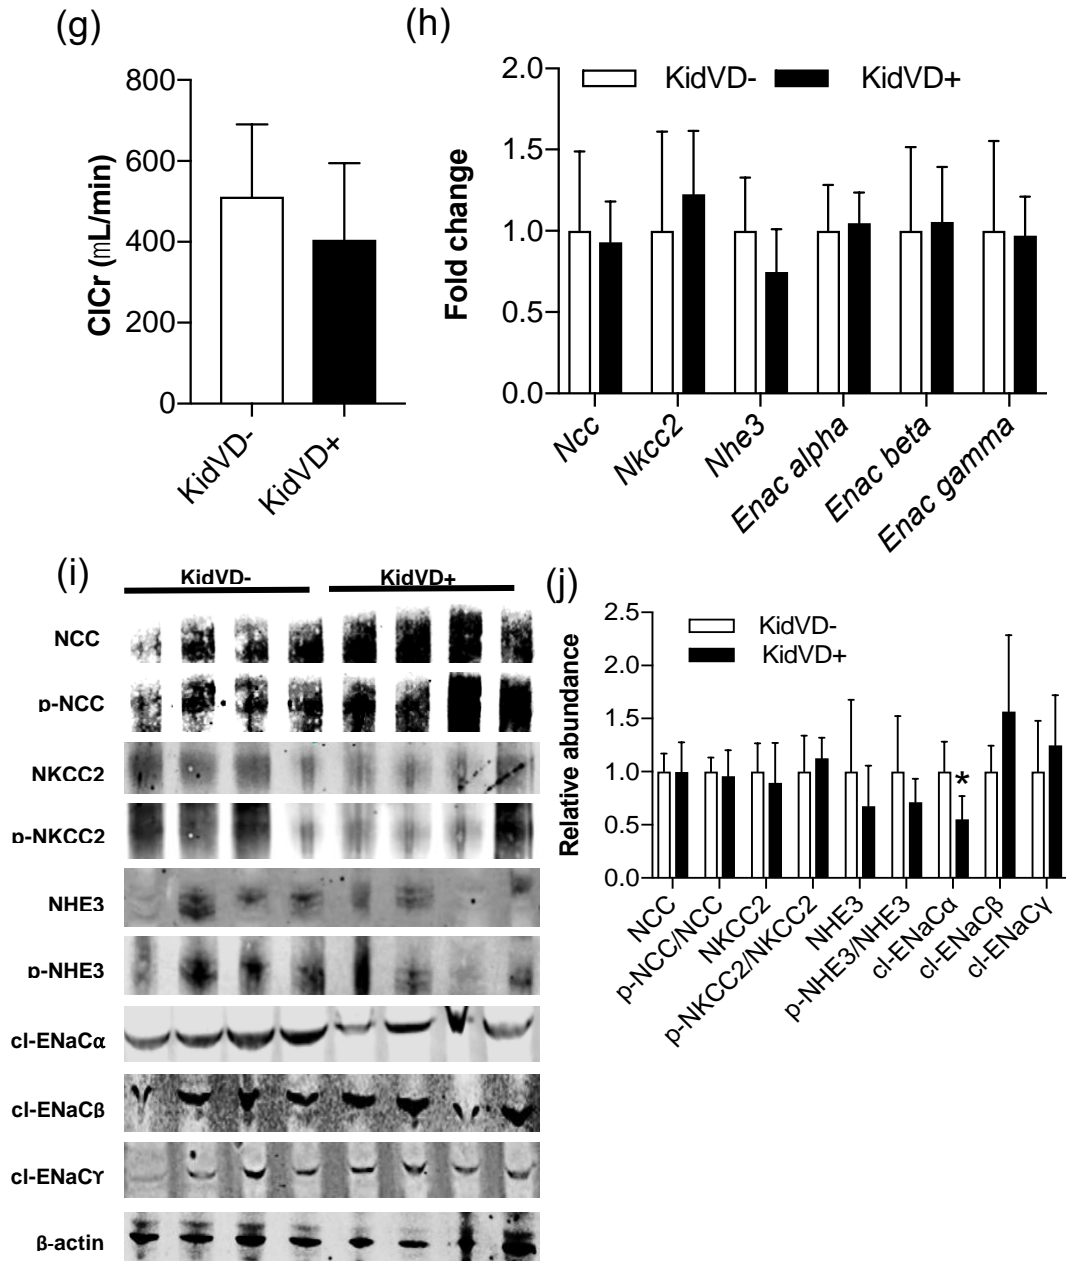 (g)
ClCr (mL/min)
800
600
400
200
0
KidVD-
KidVD+
(h)
KidVD-
KidVD+
Fold change
2.0
1.5
1.0
0.5
0.0
Ncc
Nkcc2
Nhe3
Enac alpha
Enac beta
Enac gamma
(i)
KidVD-
KidVD+
NCC
p-NCC
NKCC2
p-NKCC2
NHE3
p-NHE3
cl-ENaCα
cl-ENaCβ
cl-ENaCϒ
β-actin
(j)
KidVD-
KidVD+
Relative abundance
2.5
2.0
1.5
1.0
0.5
0.0
*
NCC
p-NCC/NCC
NKCC2
p-NKCC2/NKCC2
NHE3
p-NHE3/NHE3
cl-ENaCα
cl-ENaCβ
cl-ENaCγ